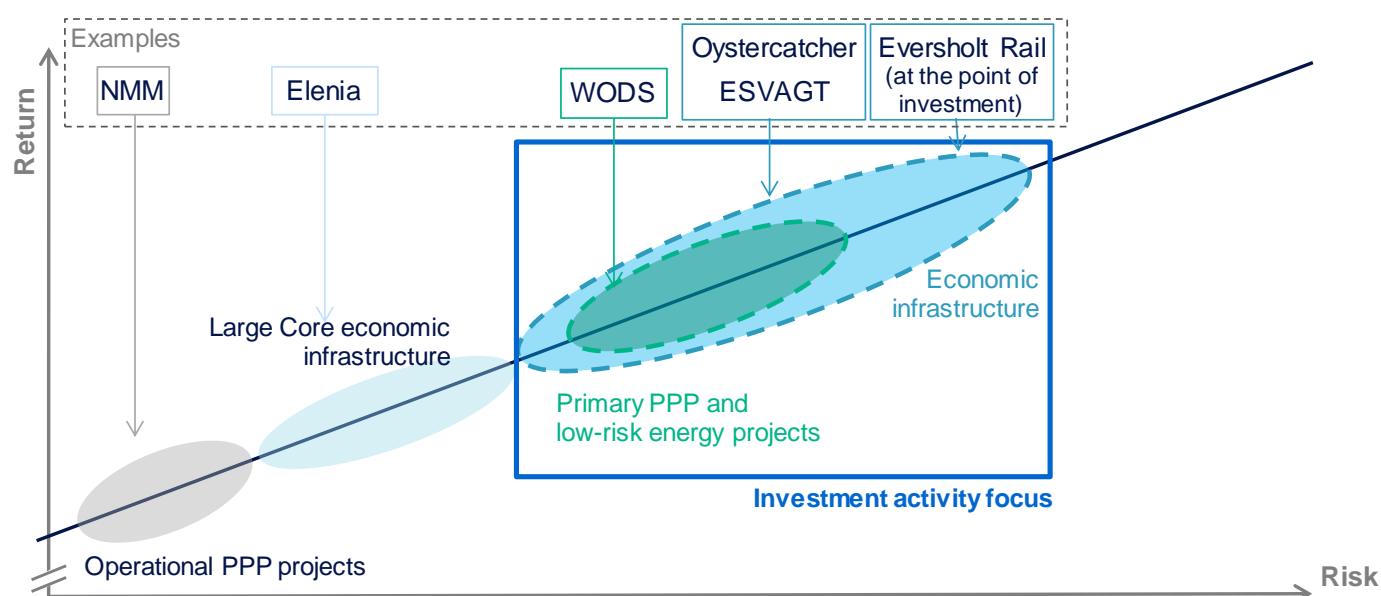 Examples
NMM
Elenia
WODS
Oystercatcher
ESVAGT
Eversholt Rail
(at the point of
investment)
Return
Large Core economic
infrastructure
Economic
infrastructure
Primary PPP and
low-risk energy projects
Investment activity focus
Operational PPP projects
Risk